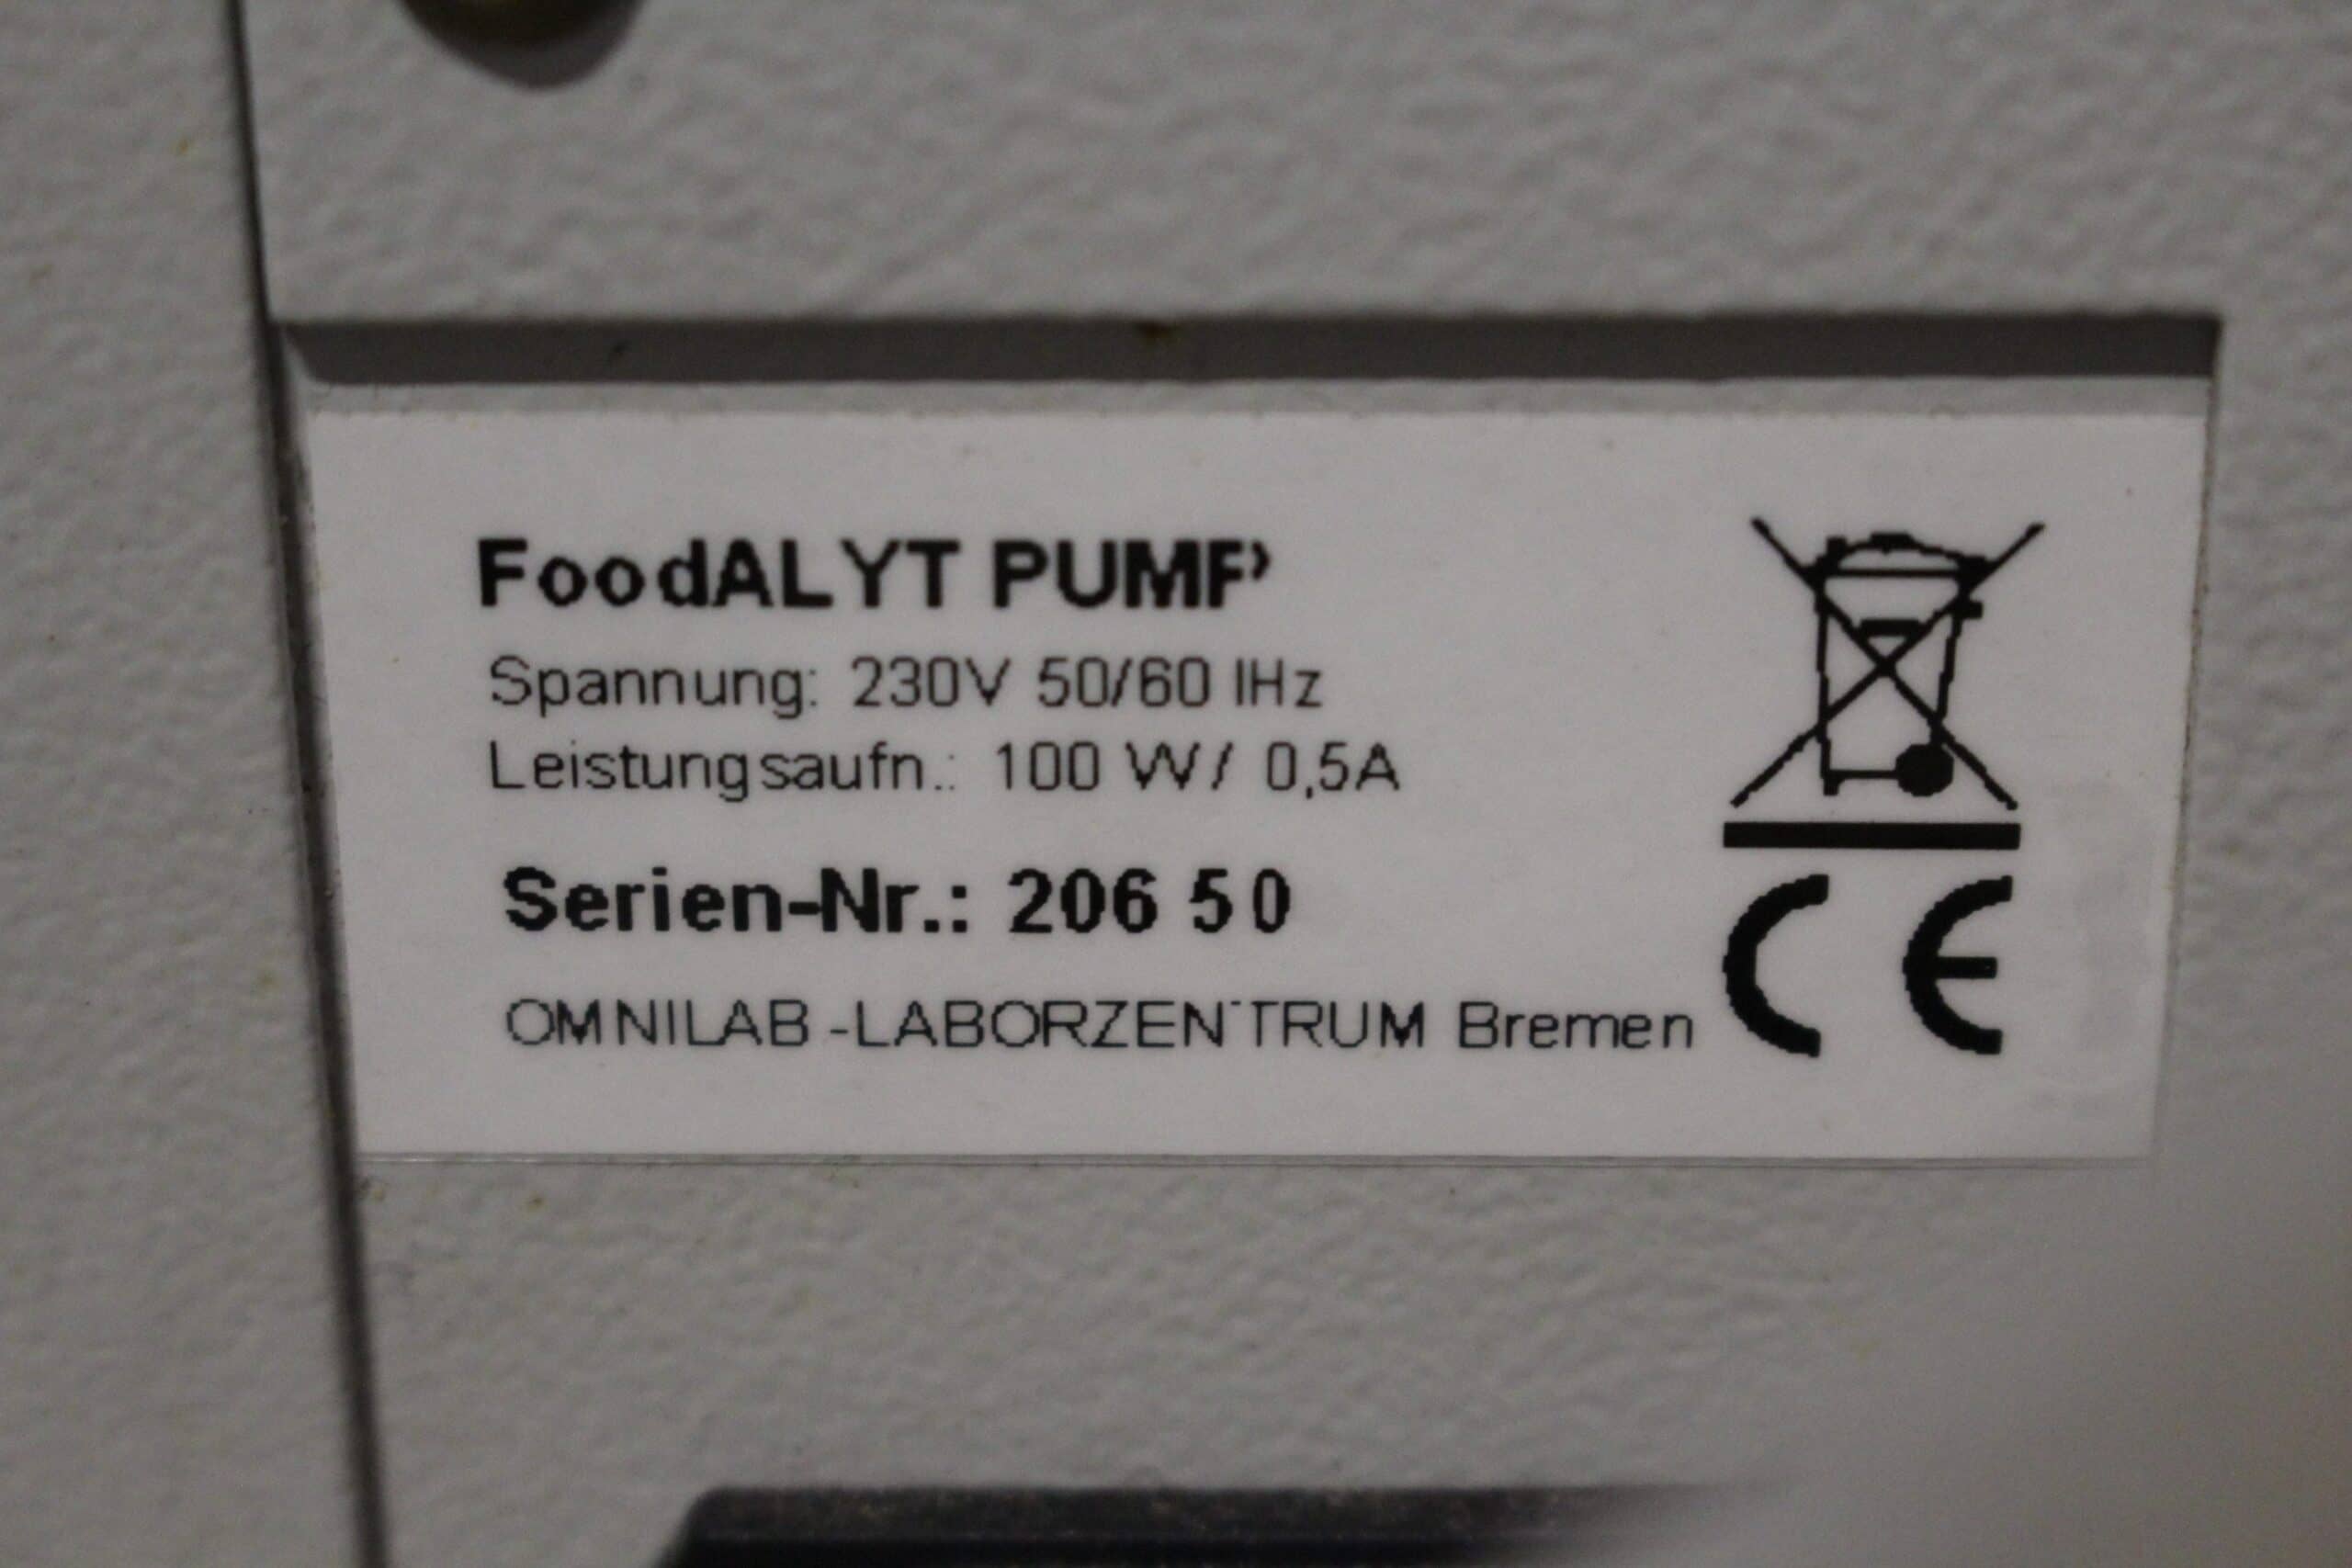 FoodALYT PUMP
Spannung: 230V 50/60 Hz
Leistungsaufn.: 100 W/ 0,5A
Serien-Nr.: 206 50
OMNILAB-LABORZENTRUM Bremen
CE